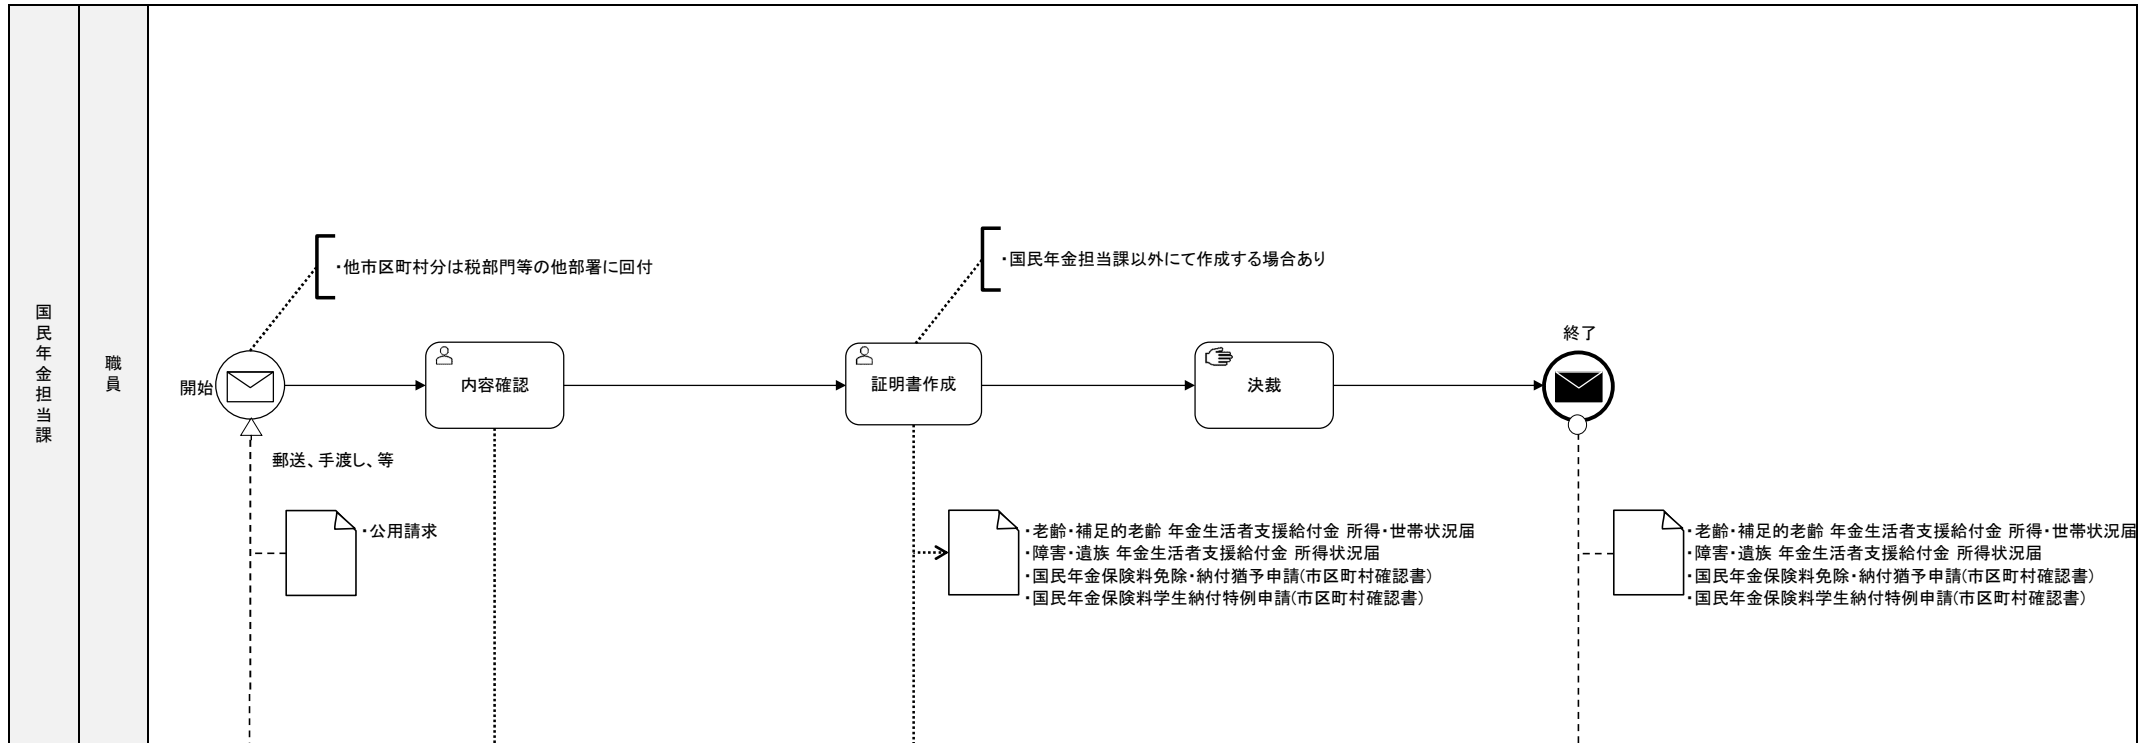 国民年金担当課
職員
・他市区町村分は税部門等の他部署に回付
・国民年金担当課以外にて作成する場合あり
開始
内容確認
証明書作成
決裁
終了
郵送、手渡し、等
・公用請求
・老齢・補足的老齢 年金生活者支援給付金 所得・世帯状況届
・障害・遺族 年金生活者支援給付金 所得状況届
・国民年金保険料免除・納付猶予申請(市区町村確認書)
・国民年金保険料学生納付特例申請(市区町村確認書)
・老齢・補足的老齢 年金生活者支援給付金 所得・世帯状況届
・障害・遺族 年金生活者支援給付金 所得状況届
・国民年金保険料免除・納付猶予申請(市区町村確認書)
・国民年金保険料学生納付特例申請(市区町村確認書)